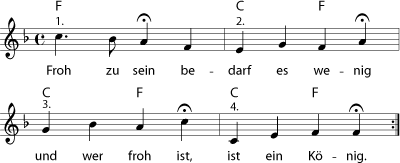 F C F
1. 2.
Froh zu sein be - darf es we - nig
C F C F
3. 4.
und wer froh ist, ist ein Kö - nig.